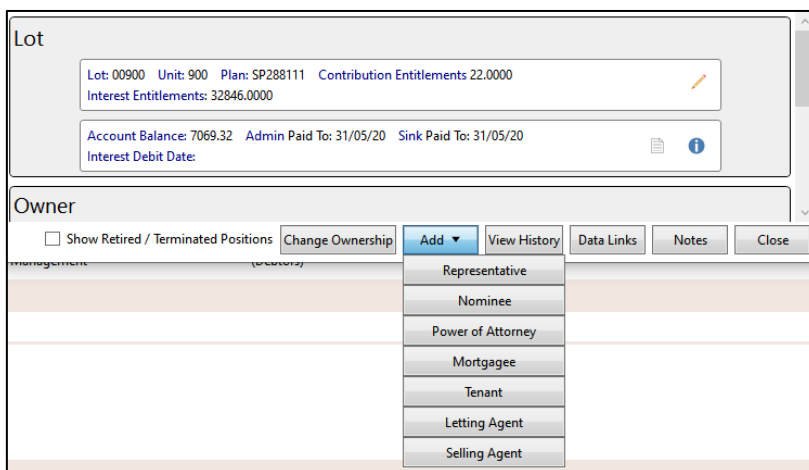 Lot
Lot: 00900 Unit: 900 Plan: SP288111 Contribution Entitlements 22.0000
Interest Entitlements: 32846.0000
Account Balance: 7069.32 Admin Paid To: 31/05/20 Sink Paid To: 31/05/20
Interest Debit Date:
Owner
Show Retired / Terminated Positions Change Ownership Add ▼ View History Data Links Notes Close
Management (Debtors)
Representative
Nominee
Power of Attorney
Mortgagee
Tenant
Letting Agent
Selling Agent